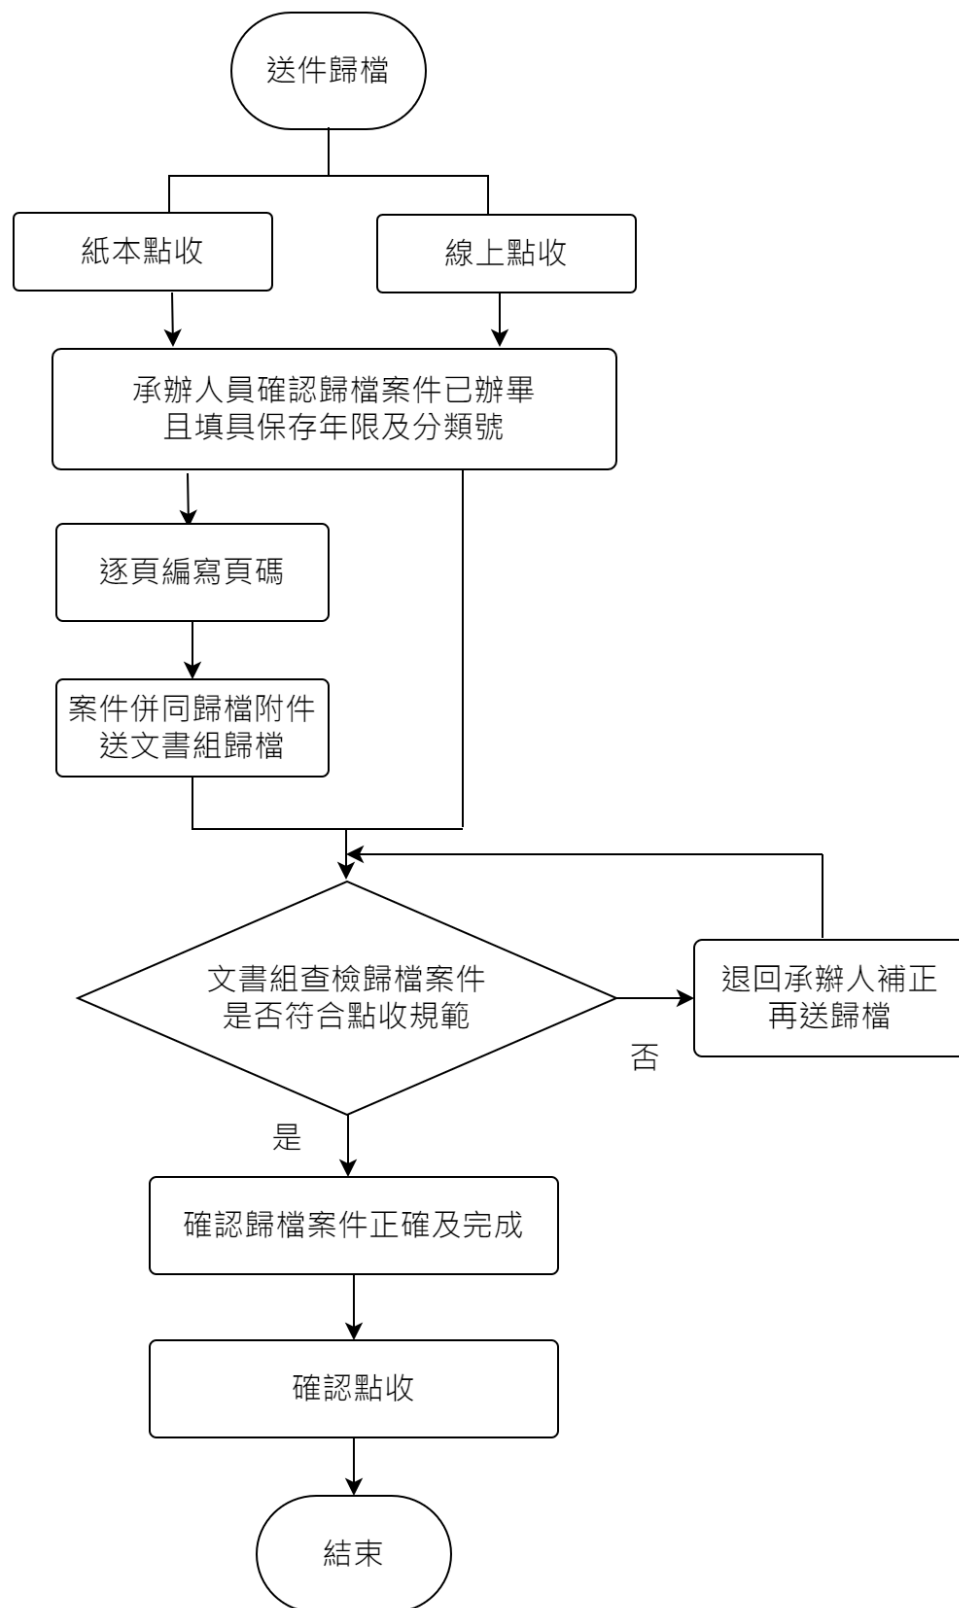 送件歸檔
紙本點收
線上點收
承辦人員確認歸檔案件已辦畢
且填具保存年限及分類號
逐頁編寫頁碼
案件併同歸檔附件
送文書組歸檔
文書組查檢歸檔案件
是否符合點收規範
退回承辦人補正
再送歸檔
否
是
確認歸檔案件正確及完成
確認點收
結束